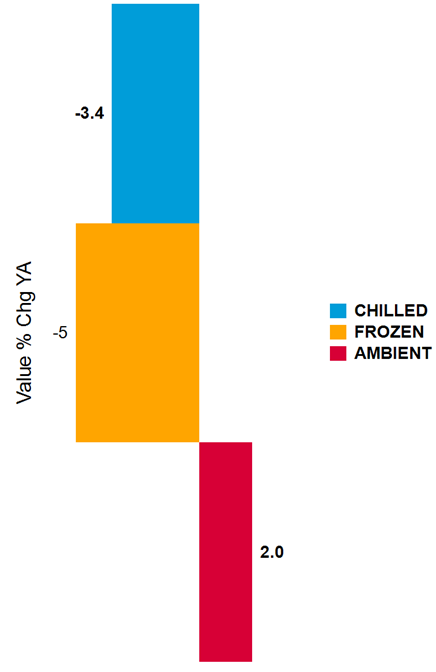 -3.4
Value % Chg YA
-5
CHILLED
FROZEN
AMBIENT
2.0